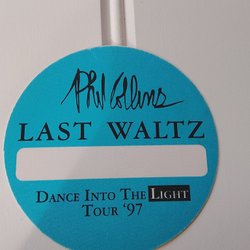 Phil Collins
LAST WALTZ
DANCE INTO THE LIGHT
TOUR '97